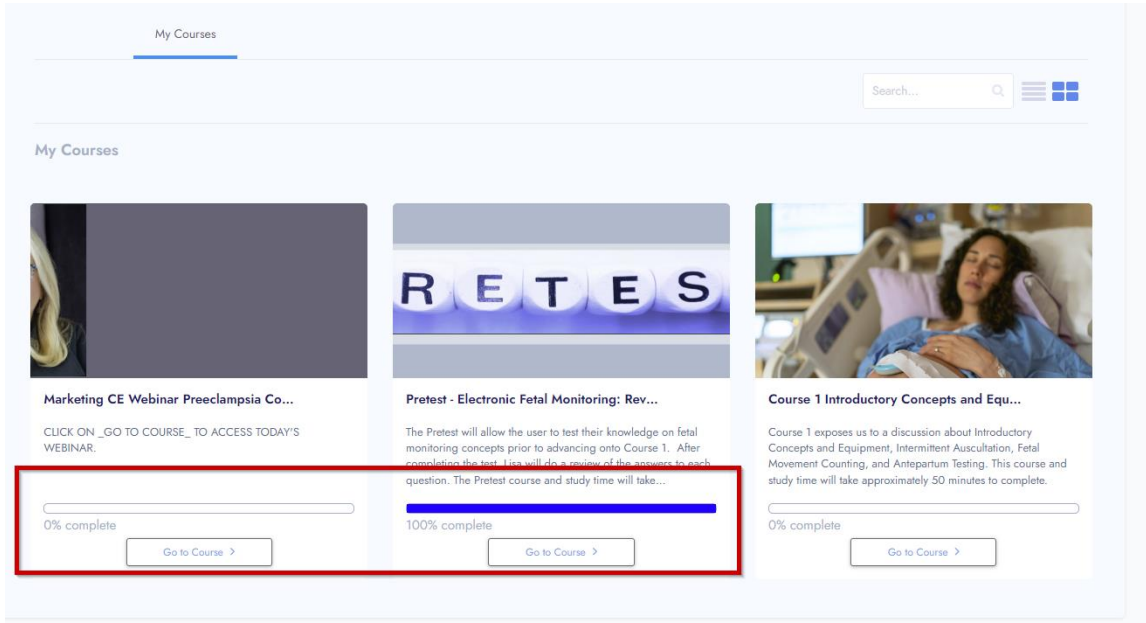 My Courses
Search...
My Courses
RETES
Marketing CE Webinar Preeclampsia Co...
CLICK ON _GO TO COURSE_ TO ACCESS TODAY'S
WEBINAR.
0% complete
Go to Course >
Pretest - Electronic Fetal Monitoring: Rev...
The Pretest will allow the user to test their knowledge on fetal
monitoring concepts prior to advancing onto Course 1. After
completing the test, Lisa will do a review of the answers to each
question. The Pretest course and study time will take...
100% complete
Go to Course >
Course 1 Introductory Concepts and Equ...
Course 1 exposes us to a discussion about Introductory
Concepts and Equipment, Intermittent Auscultation, Fetal
Movement Counting, and Antepartum Testing. This course and
study time will take approximately 50 minutes to complete.
0% complete
Go to Course >